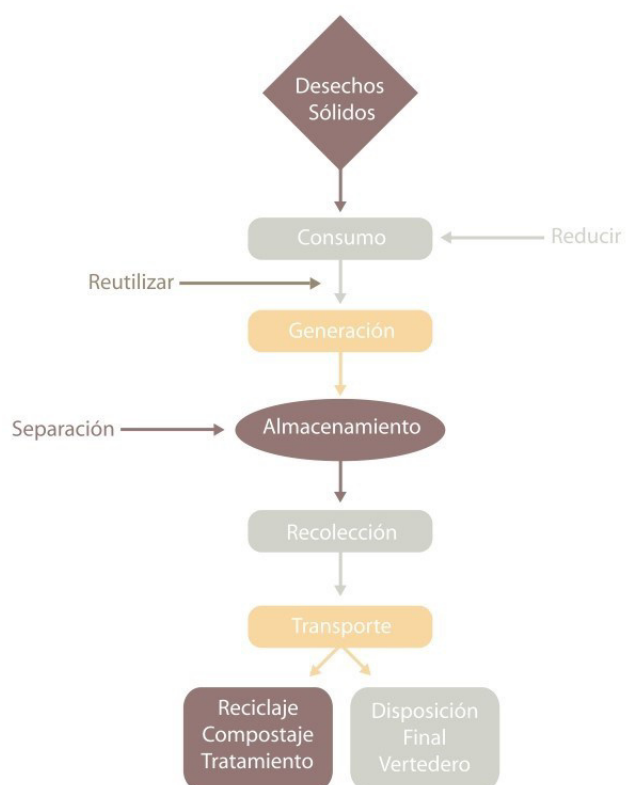 Desechos
Sólidos
Consumo
Reducir
Reutilizar
Generación
Separación
Almacenamiento
Recolección
Transporte
Reciclaje
Compostaje
Tratamiento
Disposición
Final
Vertedero